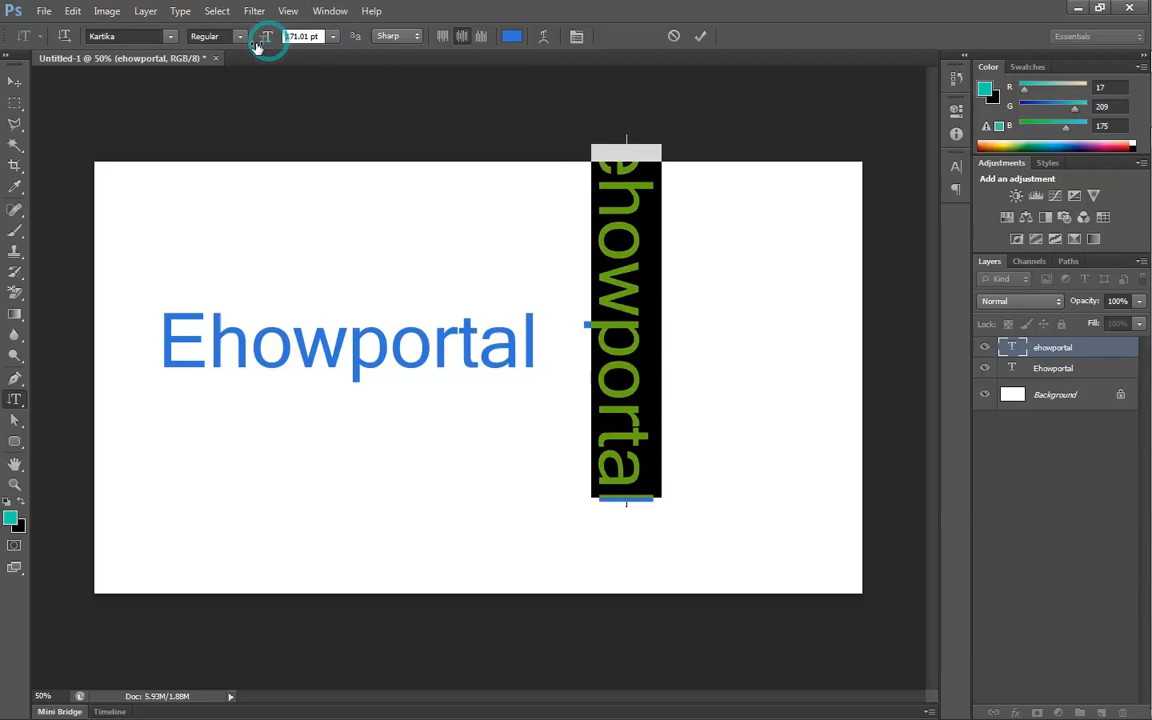 Ps File Edit Image Layer Type Select Filter View Window Help
Kartika Regular 171.01 pt Sharp Essentials
Untitled-1 @ 50% (ehowportal, RGB/8) *
Color Swatches
R 17
G 209
B 175
Adjustments Styles
Add an adjustment
Layers Channels Paths
Kind
Normal Opacity: 100%
Lock: Fill: 100%
ehowportal
Ehowportal
Background
Ehowportal
ehowportal
50% Doc: 5.93M/1.88M
Mini Bridge Timeline